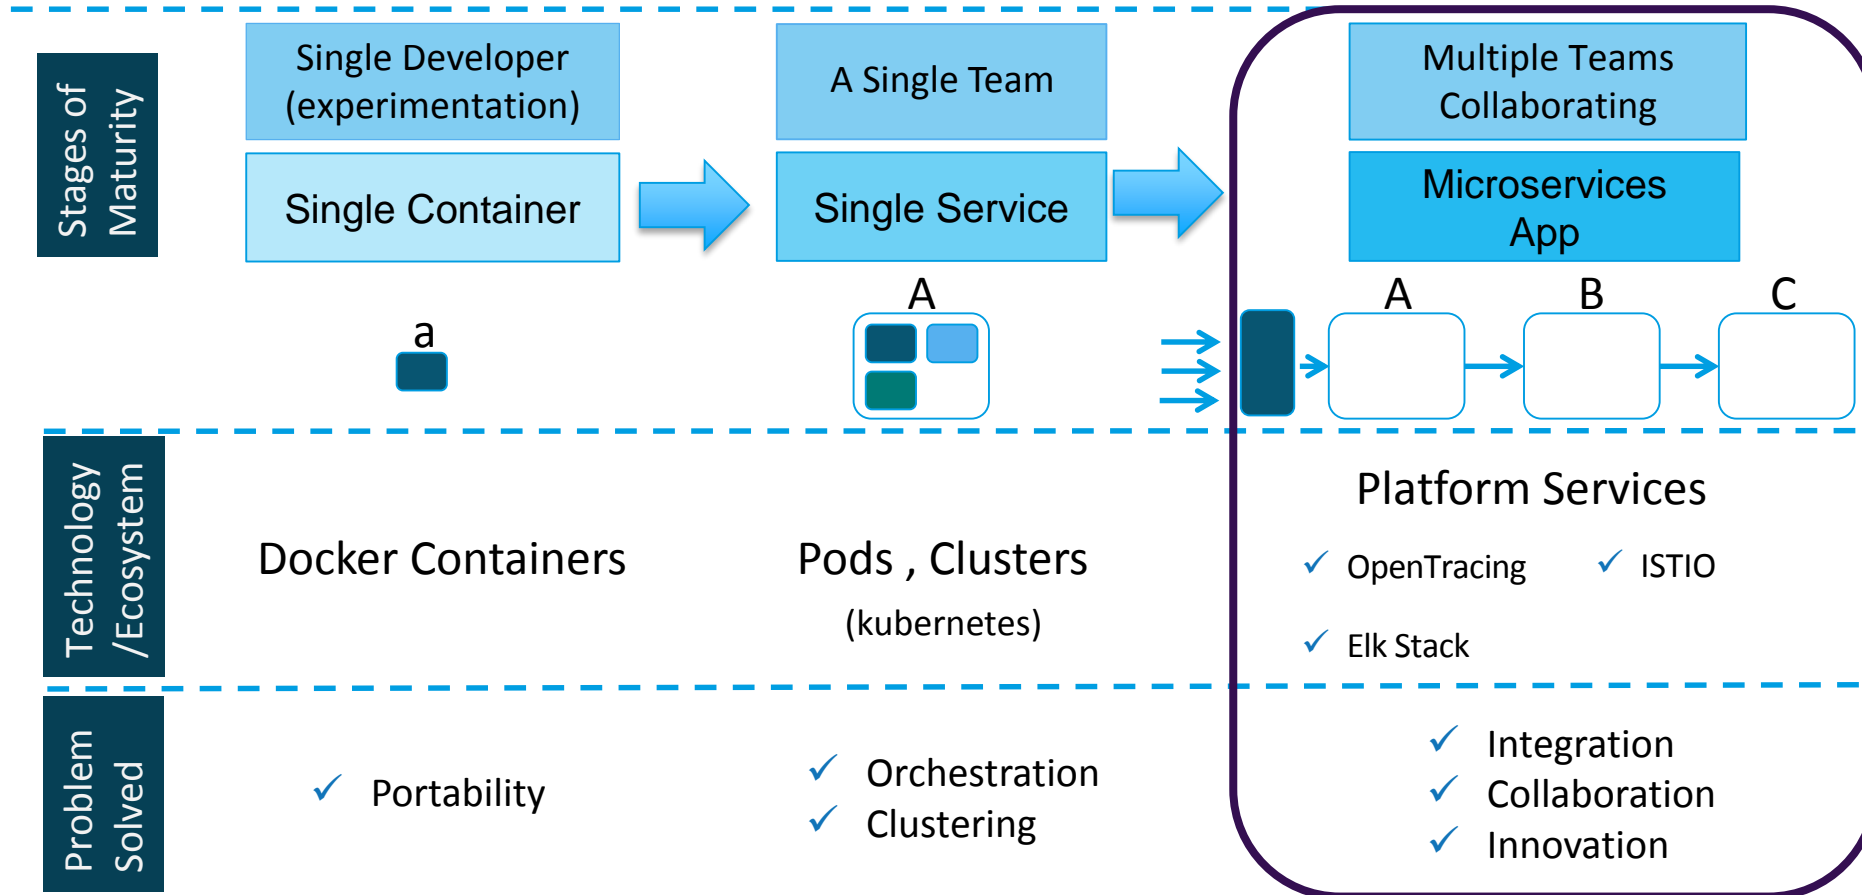 Stages of
Maturity
Single Developer
(experimentation)
A Single Team
Multiple Teams
Collaborating
Single Container
Single Service
Microservices
App
a
A
A
B
C
Technology
/Ecosystem
Docker Containers
Pods , Clusters
(kubernetes)
Platform Services
✓ OpenTracing
✓ ISTIO
✓ Elk Stack
Problem
Solved
✓ Portability
✓ Orchestration
✓ Clustering
✓ Integration
✓ Collaboration
✓ Innovation